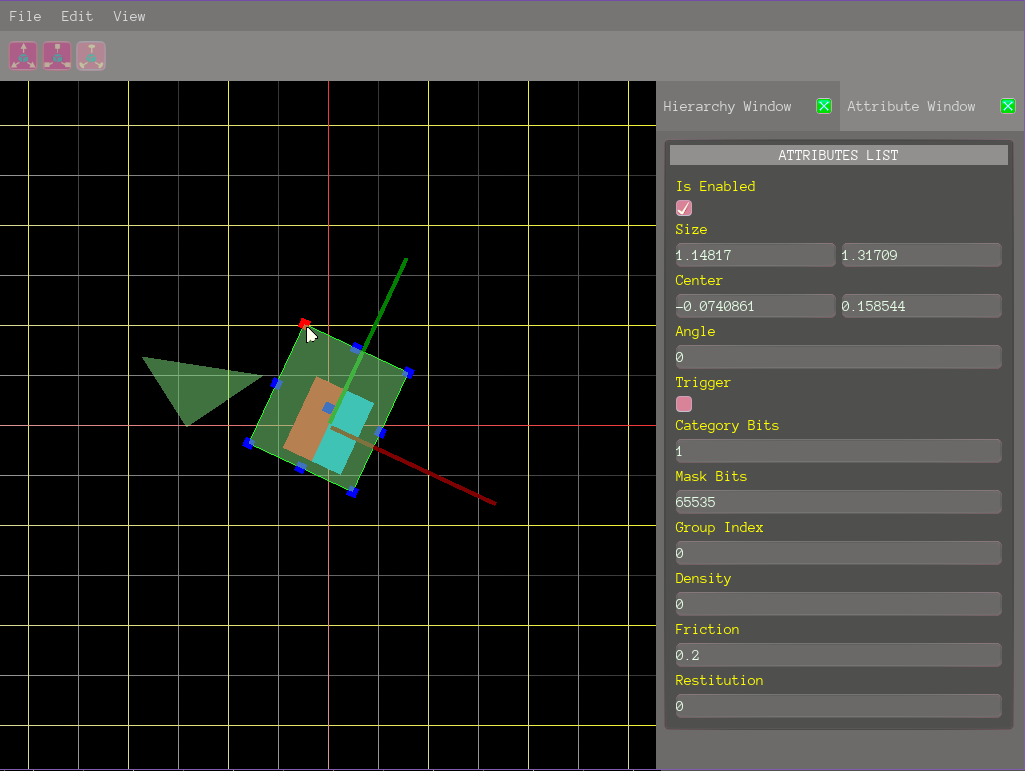 File Edit View
Hierarchy Window Attribute Window
ATTRIBUTES LIST
Is Enabled
Size
1.14817 1.31709
Center
-0.0740861 0.158544
Angle
0
Trigger
Category Bits
1
Mask Bits
65535
Group Index
0
Density
0
Friction
0.2
Restitution
0